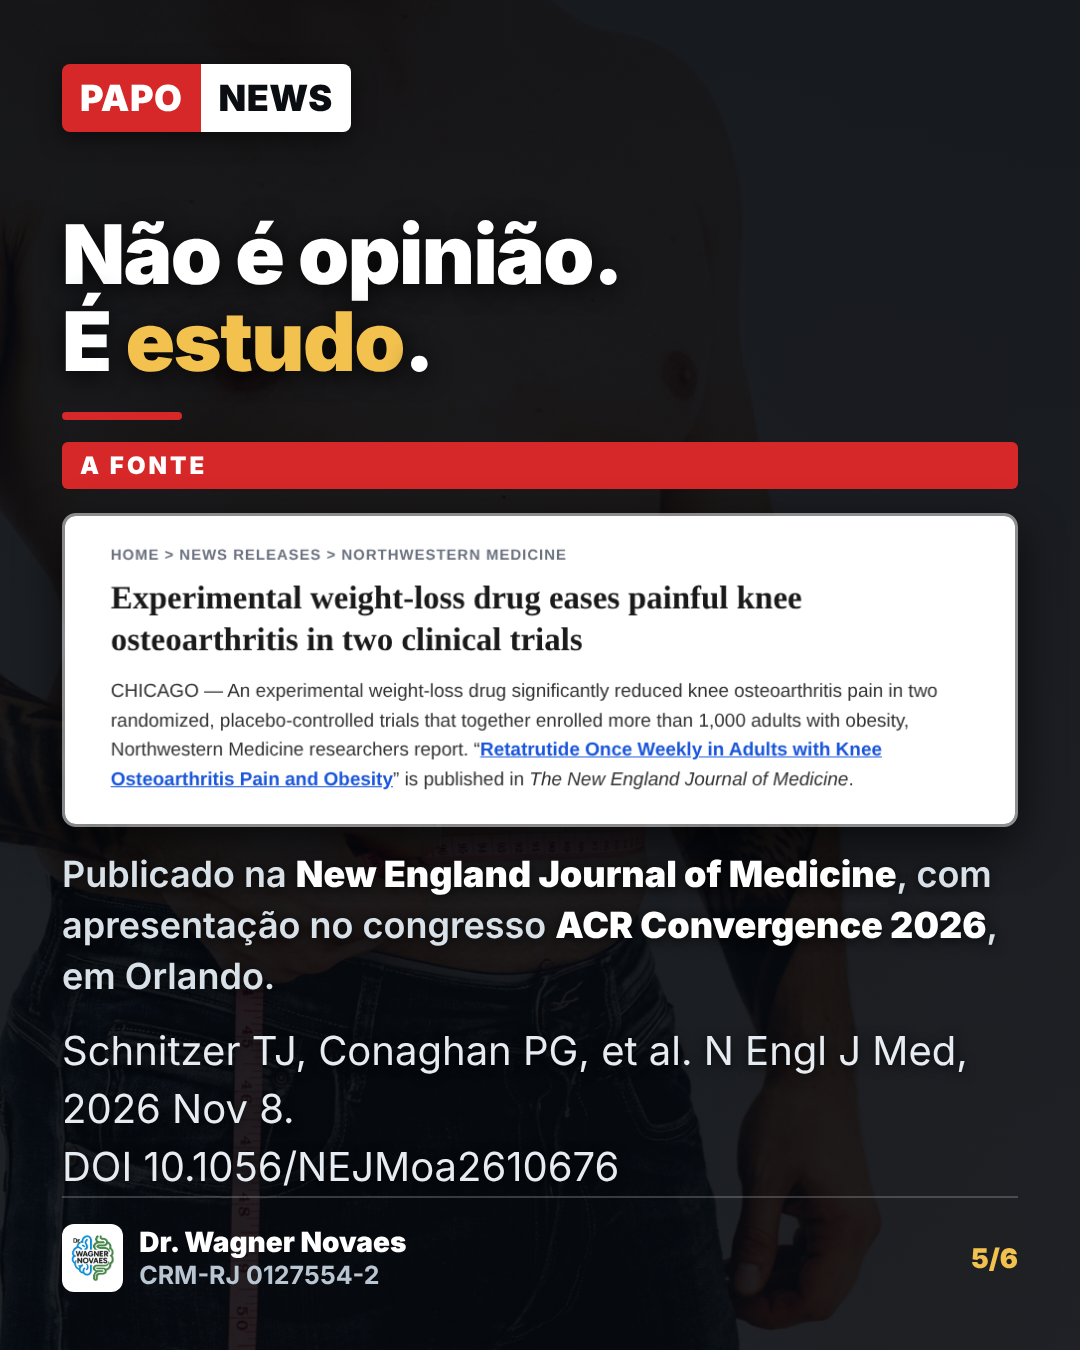 PAPO NEWS
Não é opinião.
É estudo.
A FONTE
HOME > NEWS RELEASES > NORTHWESTERN MEDICINE
Experimental weight-loss drug eases painful knee
osteoarthritis in two clinical trials
CHICAGO — An experimental weight-loss drug significantly reduced knee osteoarthritis pain in two
randomized, placebo-controlled trials that together enrolled more than 1,000 adults with obesity,
Northwestern Medicine researchers report. “Retatrutide Once Weekly in Adults with Knee
Osteoarthritis Pain and Obesity” is published in The New England Journal of Medicine.
Publicado na New England Journal of Medicine, com
apresentação no congresso ACR Convergence 2026,
em Orlando.
Schnitzer TJ, Conaghan PG, et al. N Engl J Med,
2026 Nov 8.
DOI 10.1056/NEJMoa2610676
Dr. WAGNER NOVAES
Dr. Wagner Novaes
CRM-RJ 0127554-2
5/6
48
50